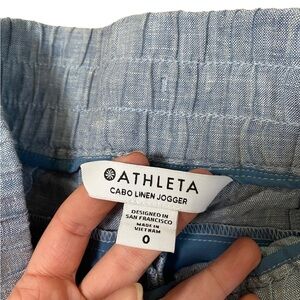 ATHLETA
CABO LINEN JOGGER
DESIGNED IN
SAN FRANCISCO
MADE IN
VIETNAM
0